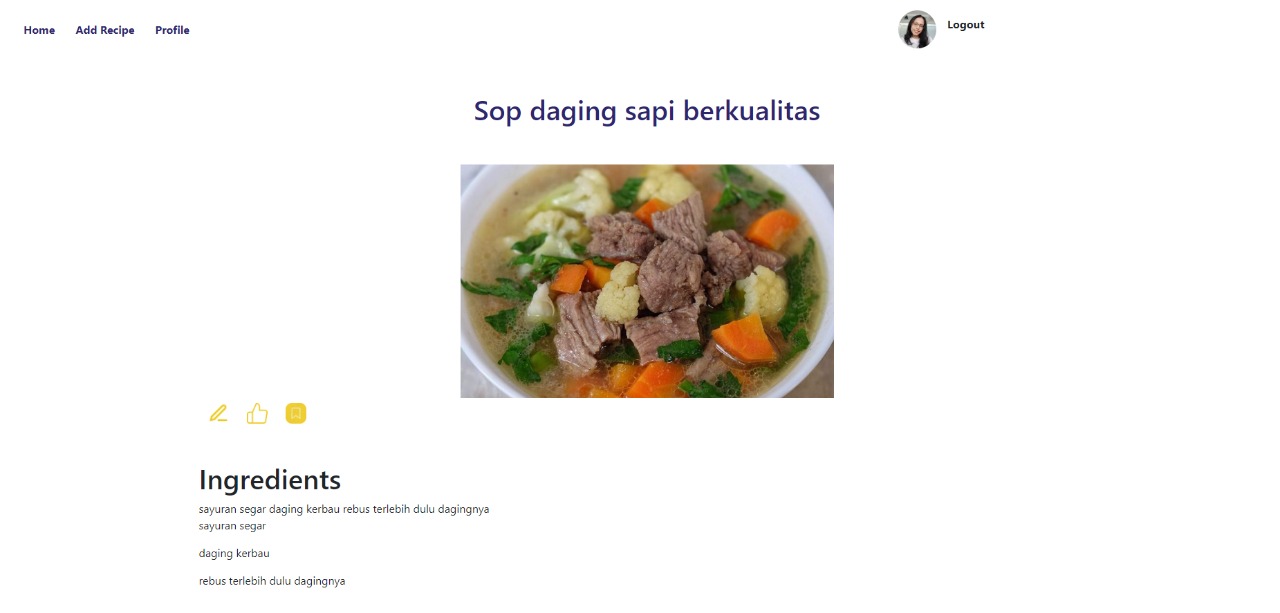 Home Add Recipe Profile Logout
Sop daging sapi berkualitas
Ingredients
sayuran segar daging kerbau rebus terlebih dulu dagingnya
sayuran segar
daging kerbau
rebus terlebih dulu dagingnya